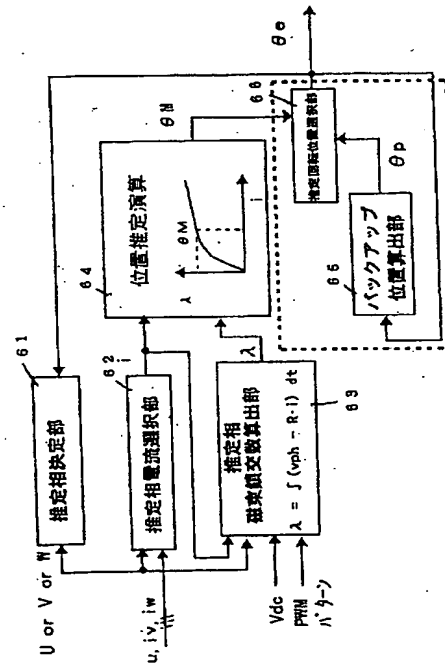 61
推定相決定部
U or V or W
62
推定相電流選択部
i
u, iv, iw
推定相
磁束鎖交数算出部
λ = ∫ (vph − R·i) dt
63
Vdc
PWM
パターン
λ
64
位置推定演算
λ
θM
i
θM
66
推定回転位置選択部
θp
65
バックアップ
位置算出部
θe